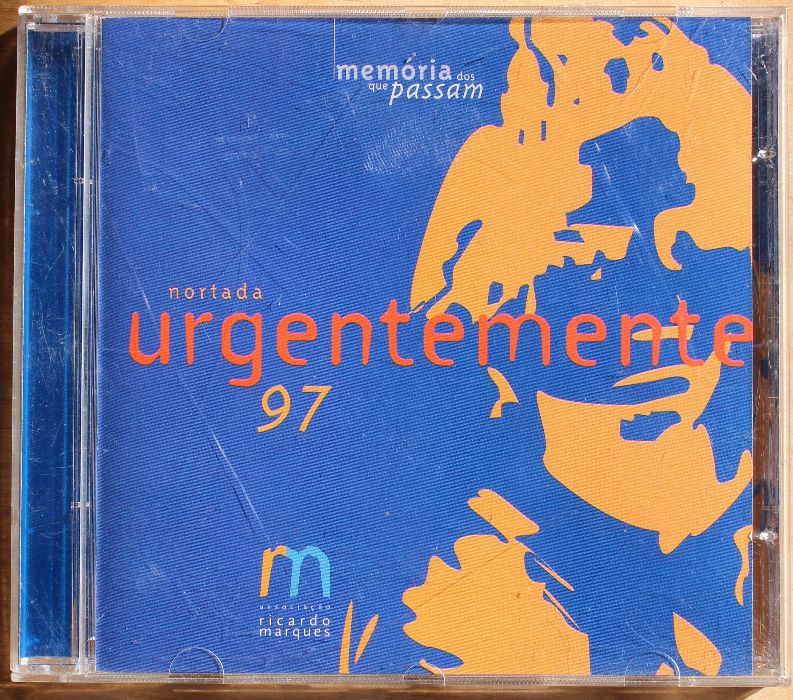 memória dos
que passam
nortada
urgentemente
97
rm
associação
ricardo
marques